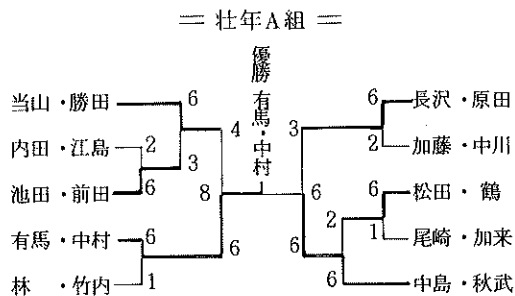 ＝ 壮年A組 ＝
優勝 有馬・中村
当山・勝田
内田・江島
池田・前田
有馬・中村
林・竹内
6
2
6
3
6
1
4
6
8
6
3
6
2
6
6
2
6
1
長沢・原田
加藤・中川
松田・鶴
尾崎・加来
中島・秋武